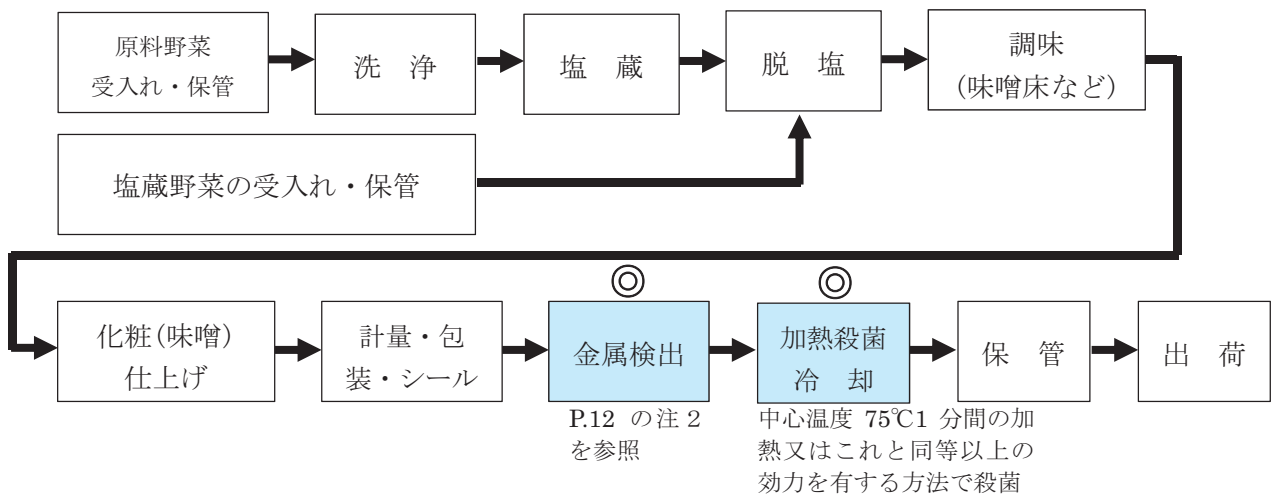 原料野菜
受入れ・保管
洗　浄
塩　蔵
脱　塩
調味
(味噌床など)
塩蔵野菜の受入れ・保管
◎
◎
化粧(味噌)
仕上げ
計量・包
装・シール
金属検出
加熱殺菌
冷　却
保　管
出　荷
P.12 の注 2
を参照
中心温度 75℃1 分間の加
熱又はこれと同等以上の
効力を有する方法で殺菌